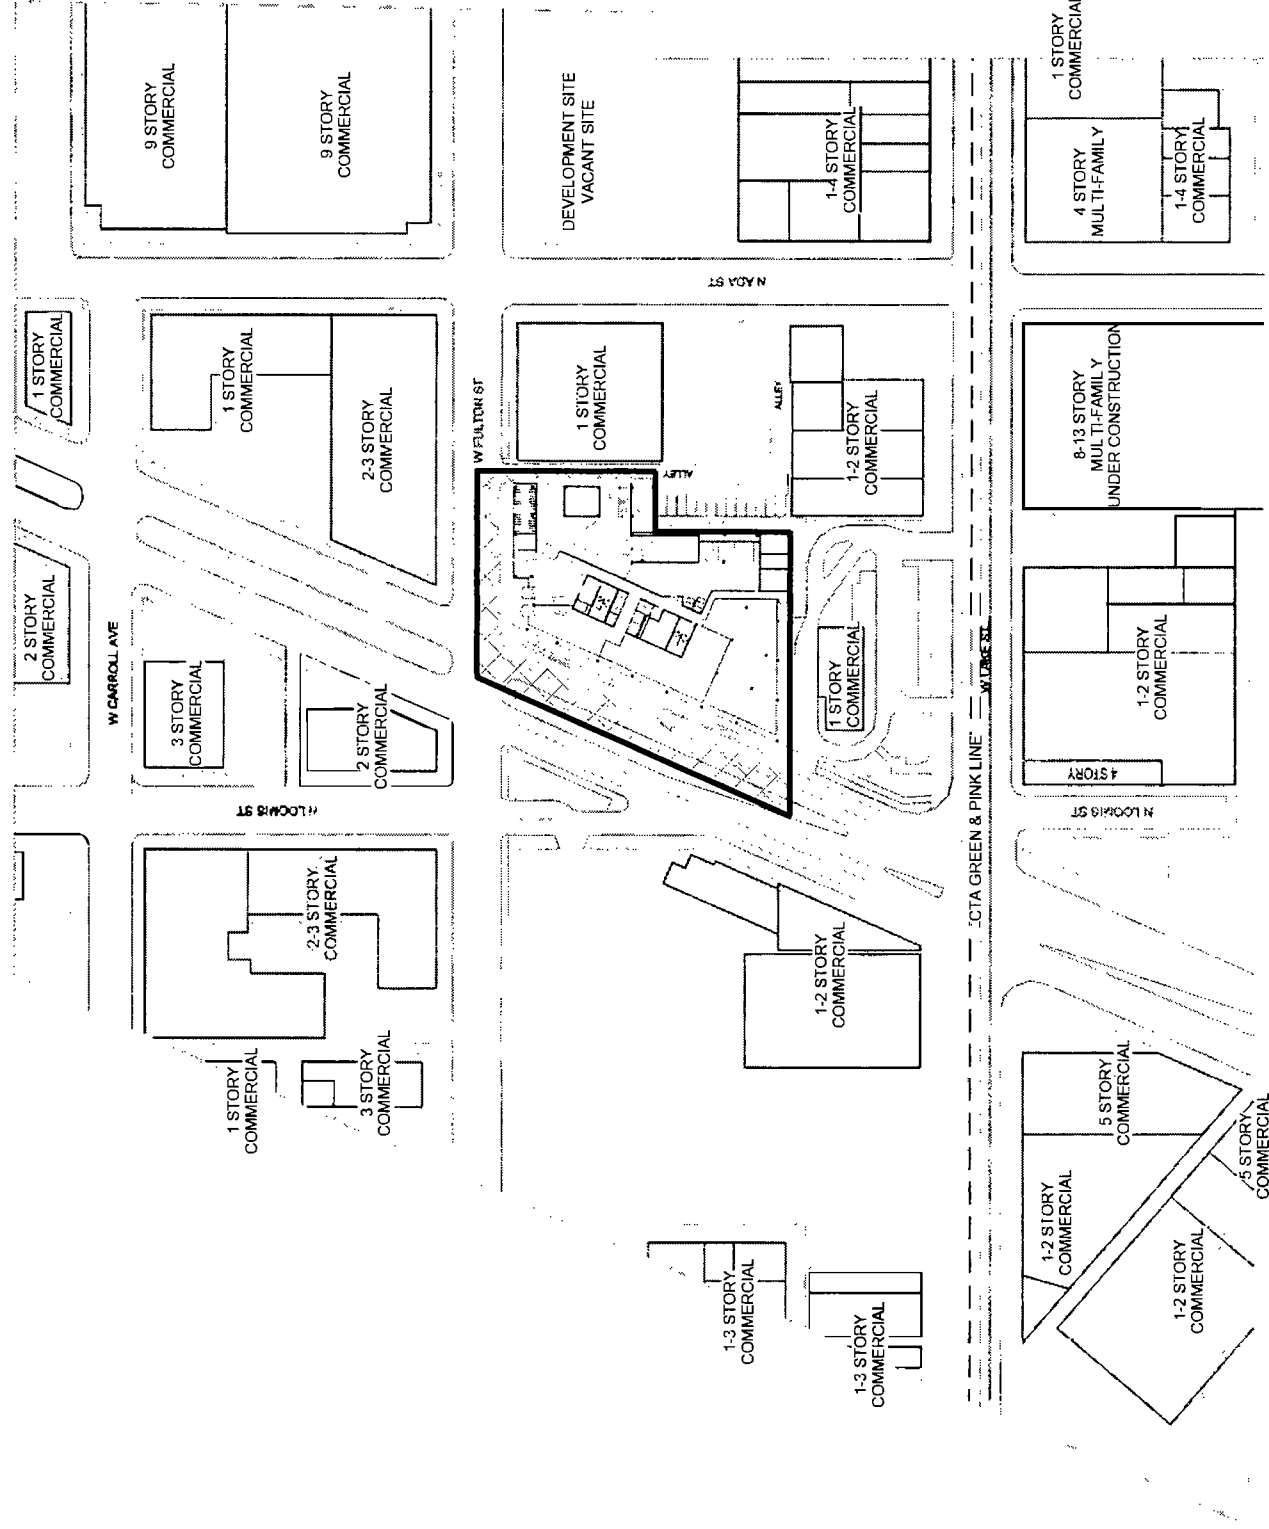 9 STORY
COMMERCIAL
9 STORY
COMMERCIAL
DEVELOPMENT SITE
VACANT SITE
1-4 STORY
COMMERCIAL
1 STORY
COMMERCIAL
4 STORY
MULTI-FAMILY
1-4 STORY
COMMERCIAL
N ADA ST
1 STORY
COMMERCIAL
1 STORY
COMMERCIAL
2-3 STORY
COMMERCIAL
W FULTON ST
1 STORY
COMMERCIAL
ALLEY
ALLEY
1-2 STORY
COMMERCIAL
8-13 STORY
MULTI-FAMILY
UNDER CONSTRUCTION
2 STORY
COMMERCIAL
W CARROLL AVE
3 STORY
COMMERCIAL
2 STORY
COMMERCIAL
1 STORY
COMMERCIAL
W LAKE ST
1-2 STORY
COMMERCIAL
4 STORY
N LOOMIS ST
N LOOMIS ST
CTA GREEN & PINK LINE
2-3 STORY
COMMERCIAL
1-2 STORY
COMMERCIAL
1 STORY
COMMERCIAL
3 STORY
COMMERCIAL
5 STORY
COMMERCIAL
5 STORY
COMMERCIAL
1-2 STORY
COMMERCIAL
1-2 STORY
COMMERCIAL
1-3 STORY
COMMERCIAL
1-3 STORY
COMMERCIAL